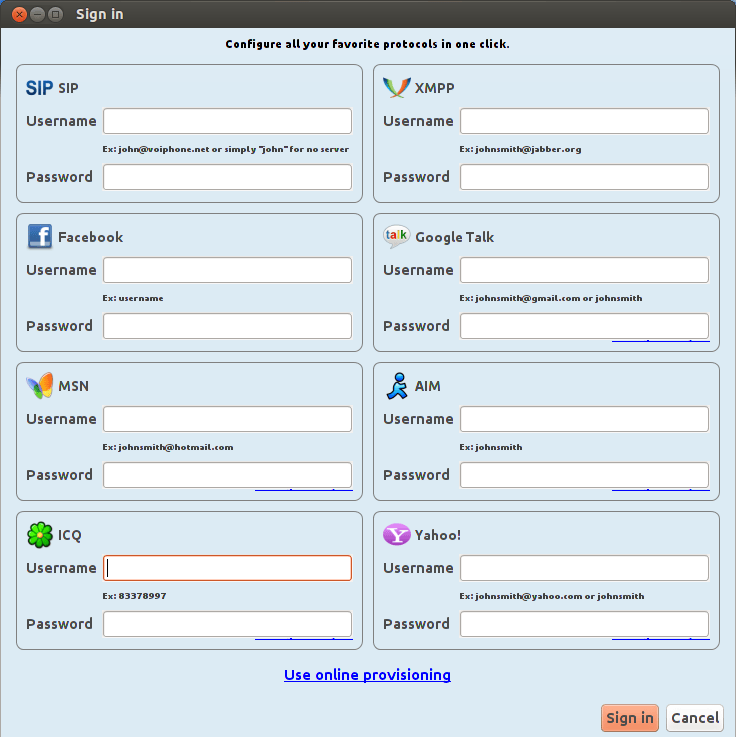 Sign in
Configure all your favorite protocols in one click.
SIP SIP
Username
Ex: john@voiphone.net or simply "john" for no server
Password
XMPP
Username
Ex: johnsmith@jabber.org
Password
Facebook
Username
Ex: username
Password
talk Google Talk
Username
Ex: johnsmith@gmail.com or johnsmith
Password
MSN
Username
Ex: johnsmith@hotmail.com
Password
AIM
Username
Ex: johnsmith
Password
ICQ
Username
Ex: 83378997
Password
Yahoo!
Username
Ex: johnsmith@yahoo.com or johnsmith
Password
Use online provisioning
Sign in Cancel